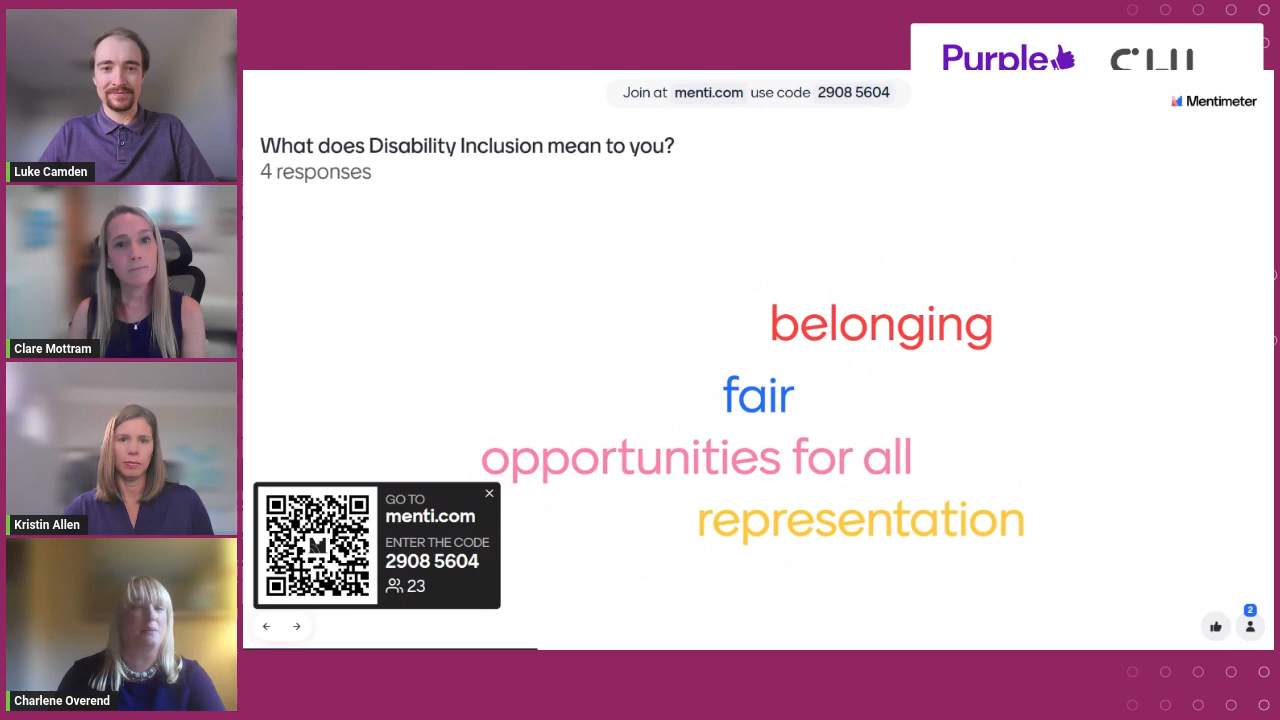 Luke Camden
Clare Mottram
Kristin Allen
Charlene Overend
Purple
Join at menti.com use code 2908 5604
Mentimeter
What does Disability Inclusion mean to you?
4 responses
belonging
fair
opportunities for all
representation
GO TO
menti.com
ENTER THE CODE
2908 5604
23
2